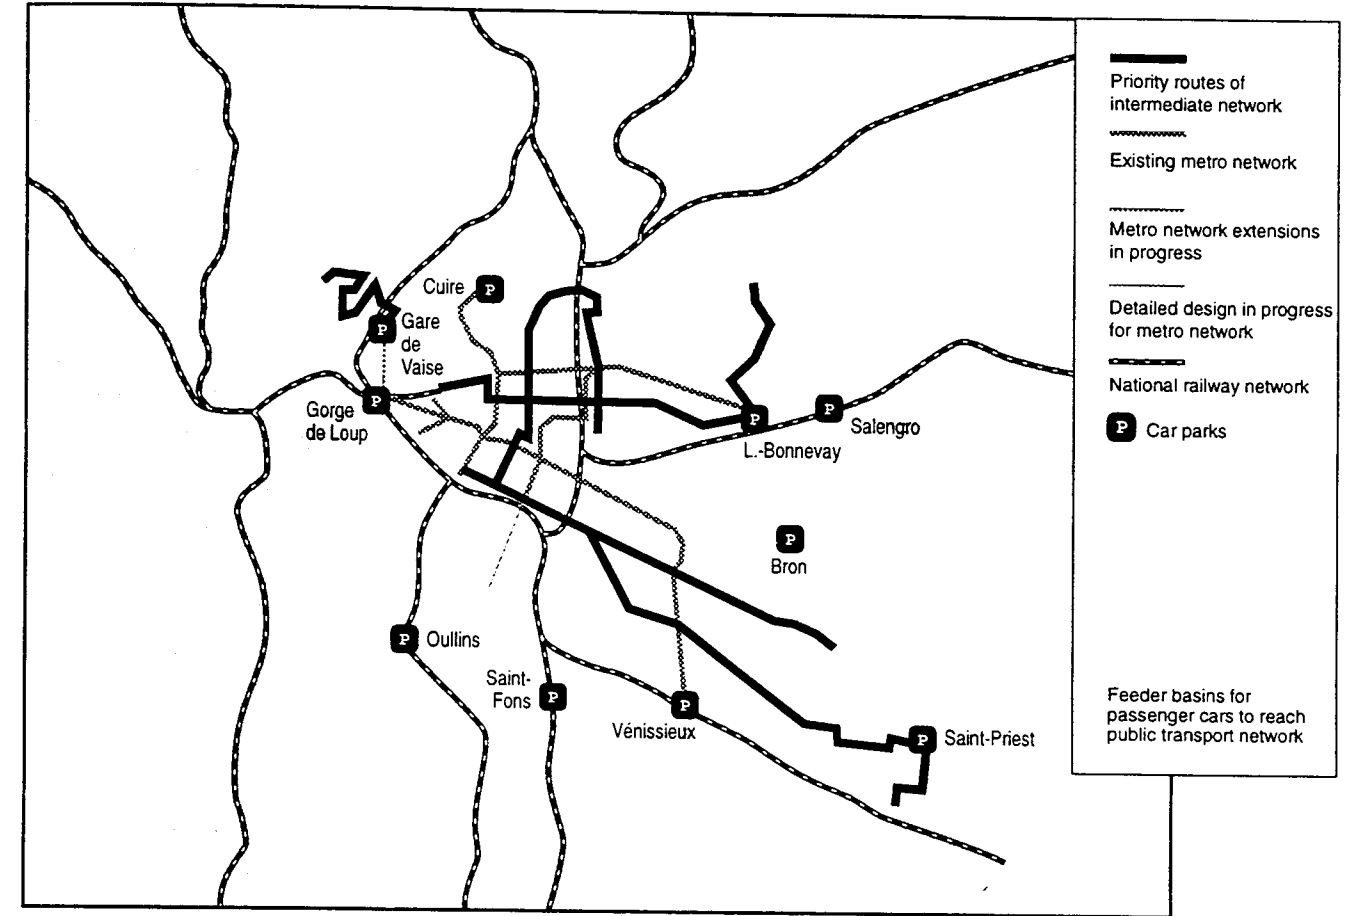 Cuire
P
P
Gare
de
Vaise
P
Gorge
de Loup
P
L.-Bonnevay
P
Salengro
P
Bron
P
Oullins
Saint-
Fons
P
P
Vénissieux
P
Saint-Priest
Priority routes of
intermediate network
Existing metro network
Metro network extensions
in progress
Detailed design in progress
for metro network
National railway network
P
Car parks
Feeder basins for
passenger cars to reach
public transport network